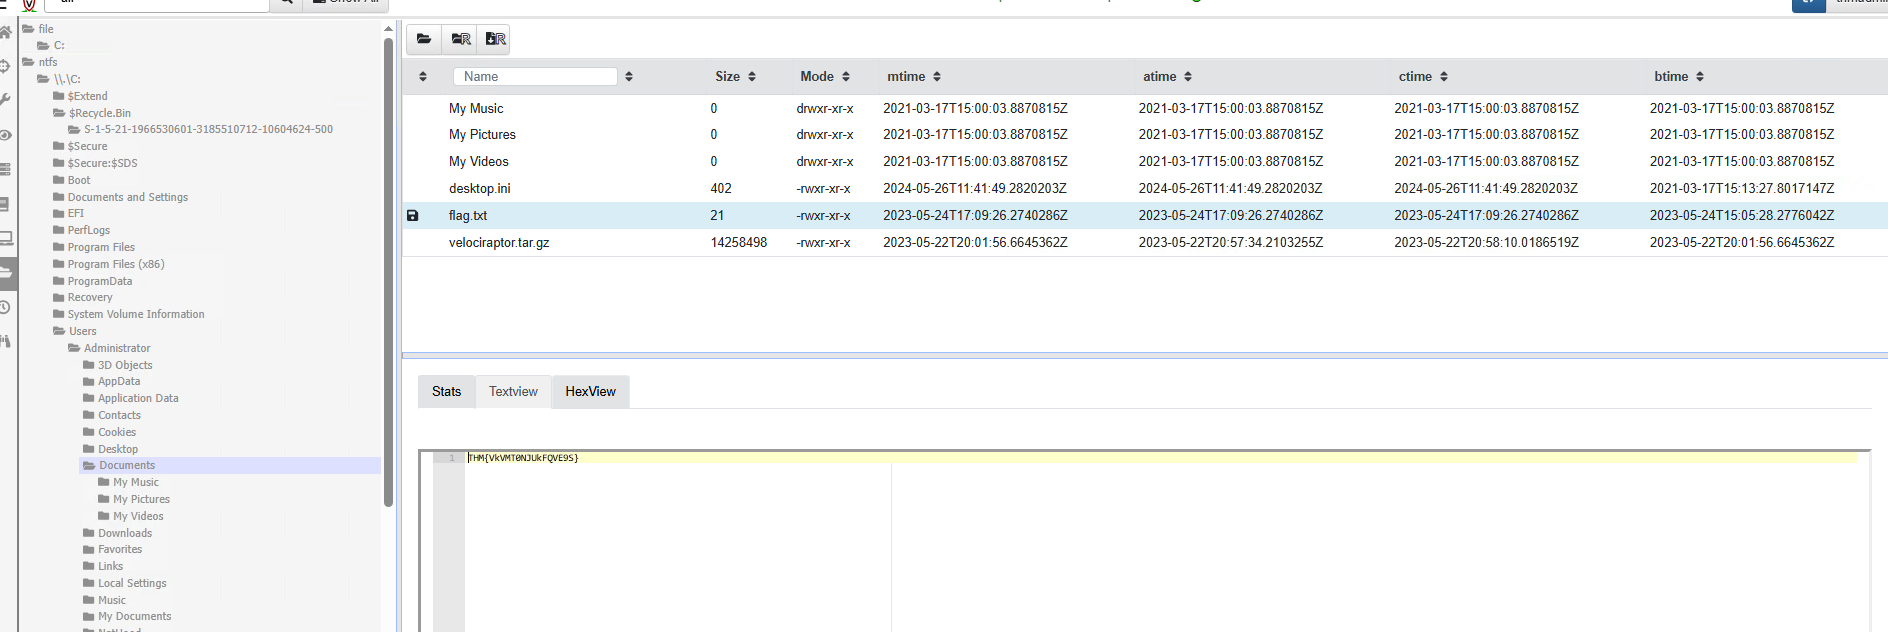 Show All
file
C:
ntfs
\\.\C:
$Extend
$Recycle.Bin
S-1-5-21-1966530601-3185510712-10604624-500
$Secure
$Secure:$SDS
Boot
Documents and Settings
EFI
PerfLogs
Program Files
Program Files (x86)
ProgramData
Recovery
System Volume Information
Users
Administrator
3D Objects
AppData
Application Data
Contacts
Cookies
Desktop
Documents
My Music
My Pictures
My Videos
Downloads
Favorites
Links
Local Settings
Music
My Documents
NetHood
R R
Name Size Mode mtime atime ctime btime
My Music 0 drwxr-xr-x 2021-03-17T15:00:03.8870815Z 2021-03-17T15:00:03.8870815Z 2021-03-17T15:00:03.8870815Z 2021-03-17T15:00:03.8870815Z
My Pictures 0 drwxr-xr-x 2021-03-17T15:00:03.8870815Z 2021-03-17T15:00:03.8870815Z 2021-03-17T15:00:03.8870815Z 2021-03-17T15:00:03.8870815Z
My Videos 0 drwxr-xr-x 2021-03-17T15:00:03.8870815Z 2021-03-17T15:00:03.8870815Z 2021-03-17T15:00:03.8870815Z 2021-03-17T15:00:03.8870815Z
desktop.ini 402 -rwxr-xr-x 2024-05-26T11:41:49.2820203Z 2024-05-26T11:41:49.2820203Z 2024-05-26T11:41:49.2820203Z 2021-03-17T15:13:27.8017147Z
flag.txt 21 -rwxr-xr-x 2023-05-24T17:09:26.2740286Z 2023-05-24T17:09:26.2740286Z 2023-05-24T17:09:26.2740286Z 2023-05-24T15:05:28.2776042Z
velociraptor.tar.gz 14258498 -rwxr-xr-x 2023-05-22T20:01:56.6645362Z 2023-05-22T20:57:34.2103255Z 2023-05-22T20:58:10.0186519Z 2023-05-22T20:01:56.6645362Z
Stats Textview HexView
1 THM{VkVMT0NJUkFQVE9S}